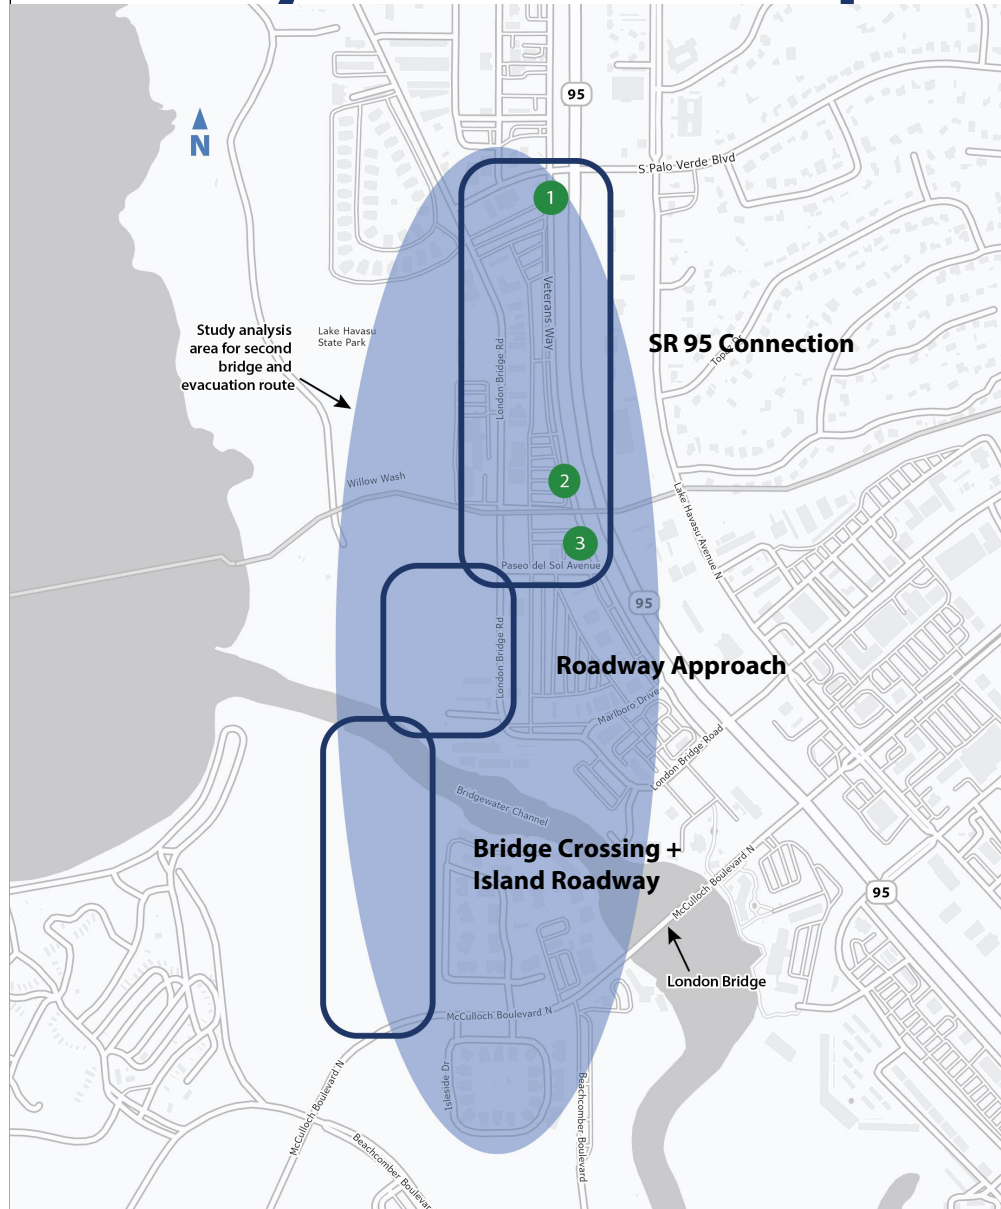 95
N
S Palo Verde Blvd
1
Veterans Way
Study analysis
area for second
bridge and
evacuation route
Lake Havasu
State Park
London Bridge Rd
SR 95 Connection
Topaz Dr
Willow Wash
2
Lake Havasu Avenue N
3
Paseo del Sol Avenue
95
London Bridge Rd
Roadway Approach
Marlboro Drive
London Bridge Road
Bridgewater Channel
Bridge Crossing +
Island Roadway
McCulloch Boulevard N
95
London Bridge
McCulloch Boulevard N
Isleside Dr
McCulloch Boulevard N
Beachcomber Boulevard
Beachcomber Boulevar